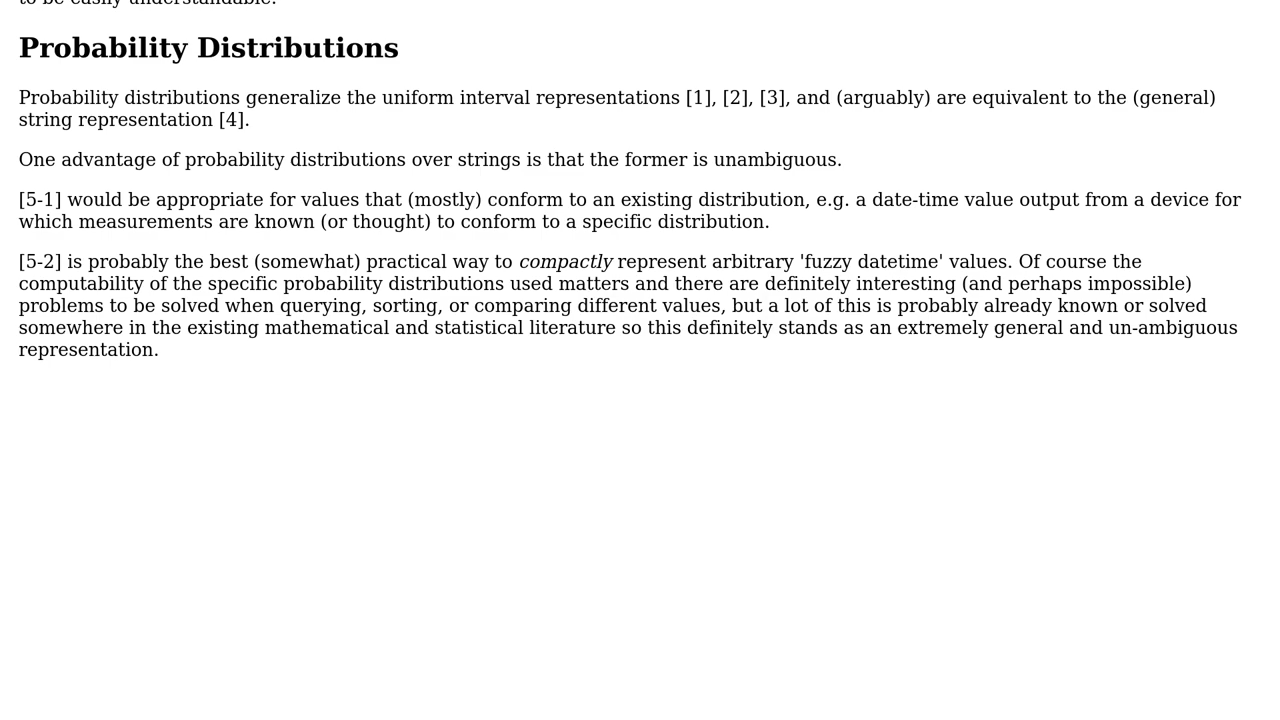 to be easily understandable.
Probability Distributions
Probability distributions generalize the uniform interval representations [1], [2], [3], and (arguably) are equivalent to the (general)
string representation [4].
One advantage of probability distributions over strings is that the former is unambiguous.
[5-1] would be appropriate for values that (mostly) conform to an existing distribution, e.g. a date-time value output from a device for
which measurements are known (or thought) to conform to a specific distribution.
[5-2] is probably the best (somewhat) practical way to compactly represent arbitrary 'fuzzy datetime' values. Of course the
computability of the specific probability distributions used matters and there are definitely interesting (and perhaps impossible)
problems to be solved when querying, sorting, or comparing different values, but a lot of this is probably already known or solved
somewhere in the existing mathematical and statistical literature so this definitely stands as an extremely general and un-ambiguous
representation.